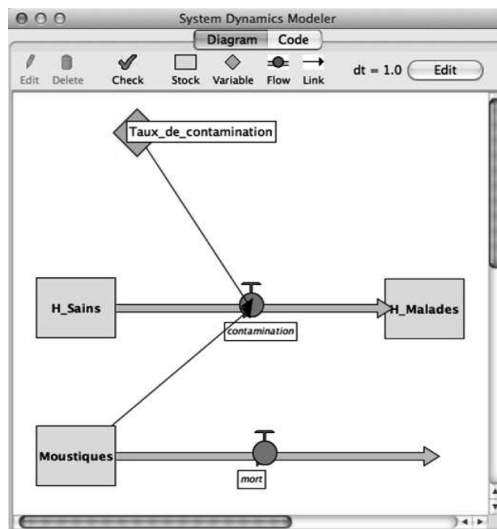 System Dynamics Modeler
Diagram Code
Edit Delete Check Stock Variable Flow Link dt = 1.0 Edit
Taux_de_contamination
H_Sains
H_Malades
contamination
Moustiques
mort